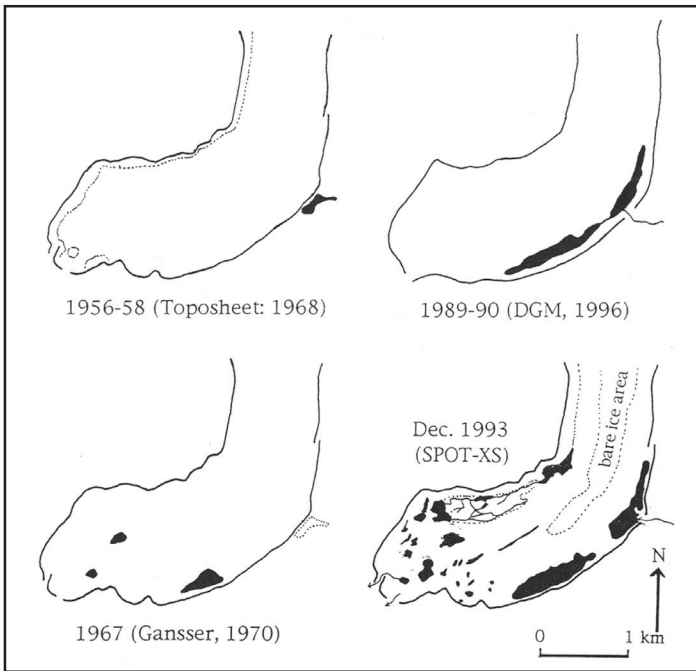 1956-58 (Toposheet: 1968)
1989-90 (DGM, 1996)
1967 (Gansser, 1970)
Dec. 1993
(SPOT-XS)
bare ice area
N
0 1 km